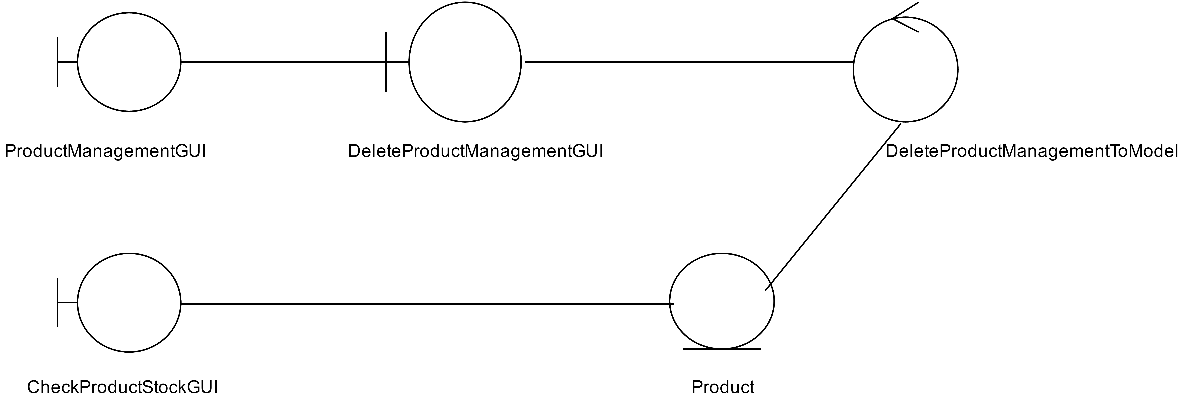 ProductManagementGUI
DeleteProductManagementGUI
DeleteProductManagementToModel
CheckProductStockGUI
Product